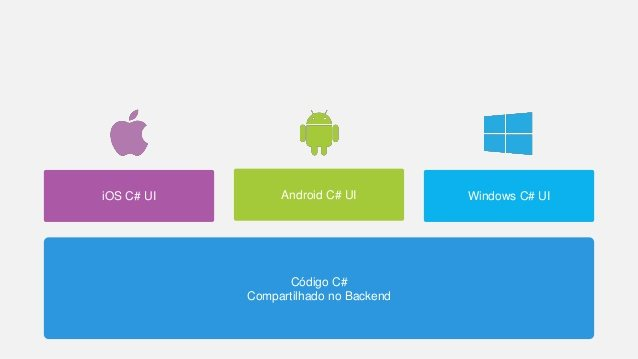 iOS C# UI
Android C# UI
Windows C# UI
Código C#
Compartilhado no Backend